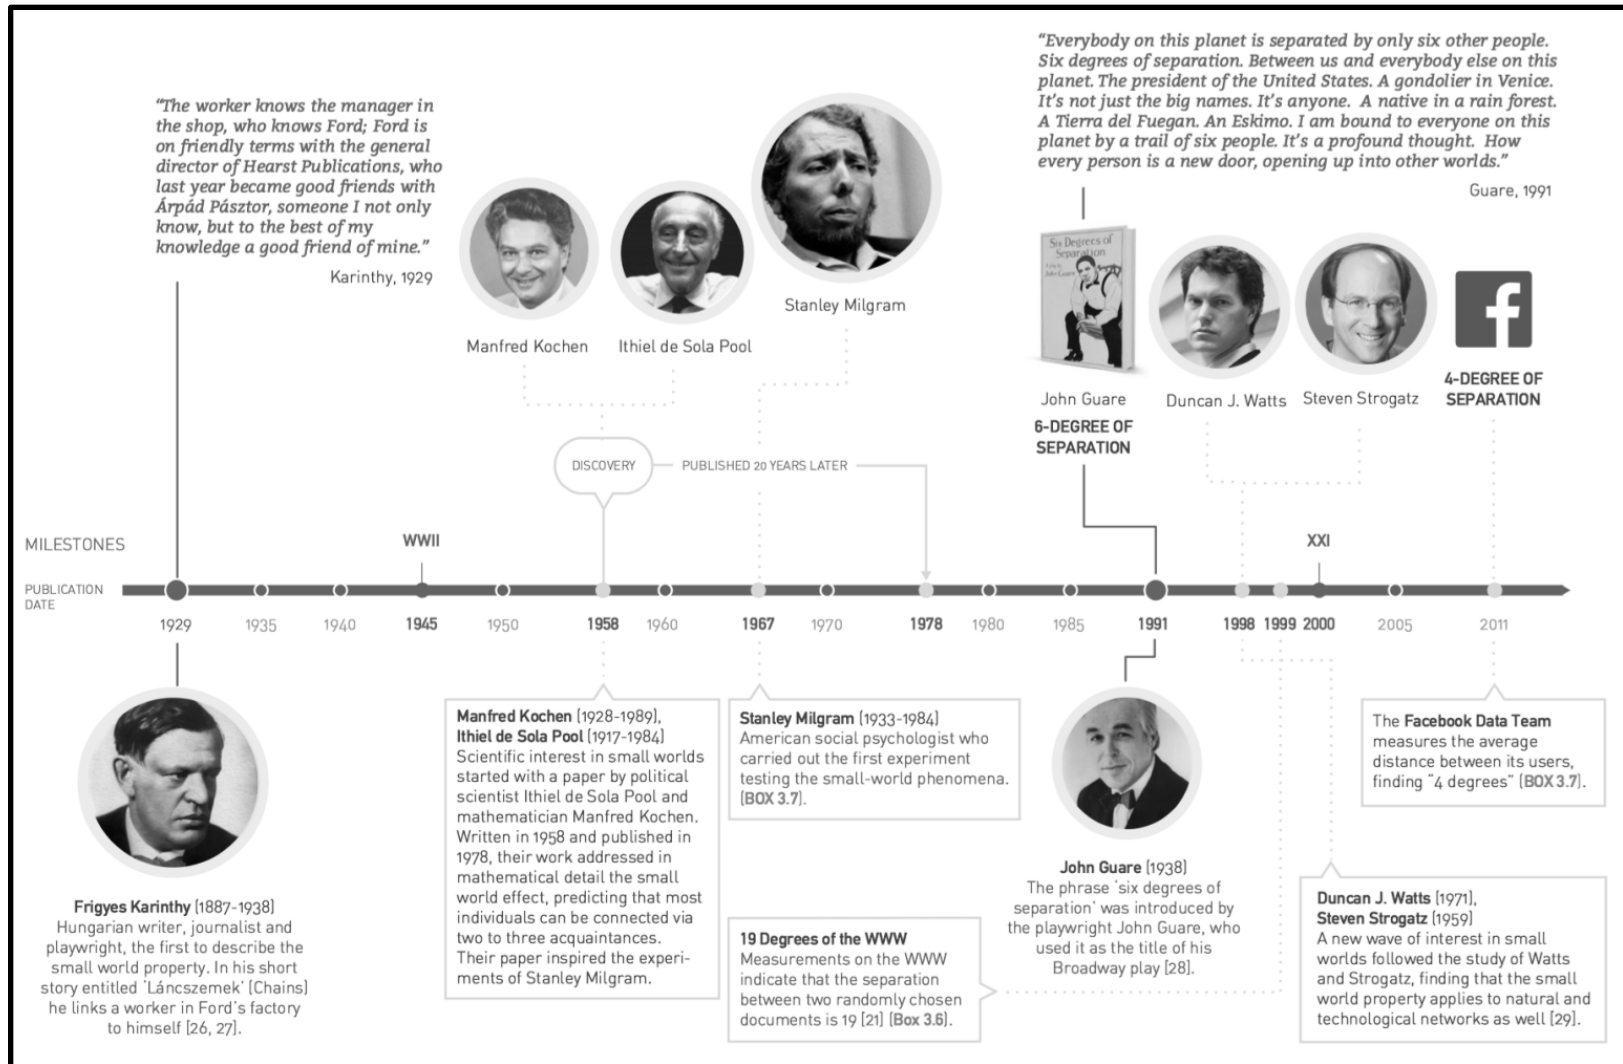 “The worker knows the manager in
the shop, who knows Ford; Ford is
on friendly terms with the general
director of Hearst Publications, who
last year became good friends with
Árpád Pásztor, someone I not only
know, but to the best of my
knowledge a good friend of mine.”
Karinthy, 1929
Manfred Kochen
Ithiel de Sola Pool
Stanley Milgram
“Everybody on this planet is separated by only six other people.
Six degrees of separation. Between us and everybody else on this
planet. The president of the United States. A gondolier in Venice.
It’s not just the big names. It’s anyone. A native in a rain forest.
A Tierra del Fuegan. An Eskimo. I am bound to everyone on this
planet by a trail of six people. It’s a profound thought. How
every person is a new door, opening up into other worlds.”
Guare, 1991
Six Degrees of
Separation
John Guare
John Guare
6-DEGREE OF
SEPARATION
Duncan J. Watts
Steven Strogatz
f
4-DEGREE OF
SEPARATION
DISCOVERY
PUBLISHED 20 YEARS LATER
MILESTONES
WWII
XXI
PUBLICATION
DATE
1929 1935 1940 1945 1950 1958 1960 1967 1970 1978 1980 1985 1991 1998 1999 2000 2005 2011
Frigyes Karinthy (1887-1938)
Hungarian writer, journalist and
playwright, the first to describe the
small world property. In his short
story entitled ‘Láncszemek’ (Chains)
he links a worker in Ford’s factory
to himself [26, 27].
Manfred Kochen (1928-1989),
Ithiel de Sola Pool (1917-1984)
Scientific interest in small worlds
started with a paper by political
scientist Ithiel de Sola Pool and
mathematician Manfred Kochen.
Written in 1958 and published in
1978, their work addressed in
mathematical detail the small
world effect, predicting that most
individuals can be connected via
two to three acquaintances.
Their paper inspired the experi-
ments of Stanley Milgram.
Stanley Milgram (1933-1984)
American social psychologist who
carried out the first experiment
testing the small-world phenomena.
(BOX 3.7).
19 Degrees of the WWW
Measurements on the WWW
indicate that the separation
between two randomly chosen
documents is 19 [21] (Box 3.6).
John Guare (1938)
The phrase ‘six degrees of
separation’ was introduced by
the playwright John Guare, who
used it as the title of his
Broadway play [28].
The Facebook Data Team
measures the average
distance between its users,
finding “4 degrees” (BOX 3.7).
Duncan J. Watts (1971),
Steven Strogatz (1959)
A new wave of interest in small
worlds followed the study of Watts
and Strogatz, finding that the small
world property applies to natural and
technological networks as well [29].